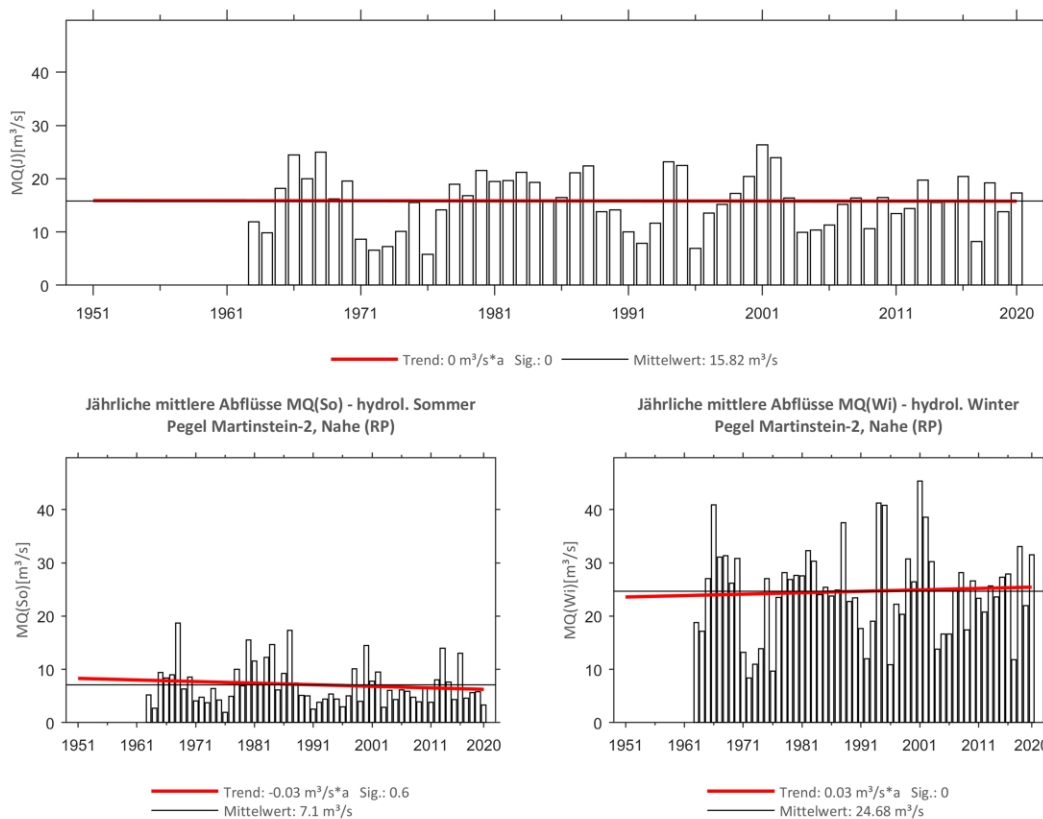 MQ(J)[m³/s]
40
30
20
10
0
1951 1961 1971 1981 1991 2001 2011 2020
Trend: 0 m³/s*a Sig.: 0 Mittelwert: 15.82 m³/s
Jährliche mittlere Abflüsse MQ(So) - hydrol. Sommer
Pegel Martinstein-2, Nahe (RP)
MQ(So)[m³/s]
40
30
20
10
0
1951 1961 1971 1981 1991 2001 2011 2020
Trend: -0.03 m³/s*a Sig.: 0.6
Mittelwert: 7.1 m³/s
Jährliche mittlere Abflüsse MQ(Wi) - hydrol. Winter
Pegel Martinstein-2, Nahe (RP)
MQ(Wi)[m³/s]
40
30
20
10
0
1951 1961 1971 1981 1991 2001 2011 2020
Trend: 0.03 m³/s*a Sig.: 0
Mittelwert: 24.68 m³/s